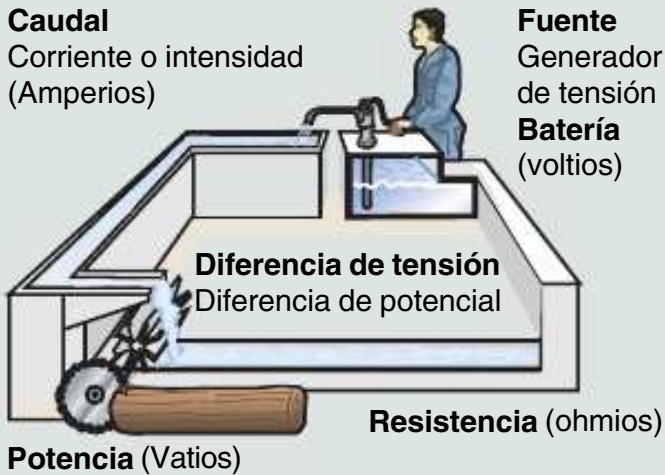 Caudal
Corriente o intensidad
(Amperios)
Fuente
Generador
de tensión
Batería
(voltios)
Diferencia de tensión
Diferencia de potencial
Resistencia (ohmios)
Potencia (Vatios)